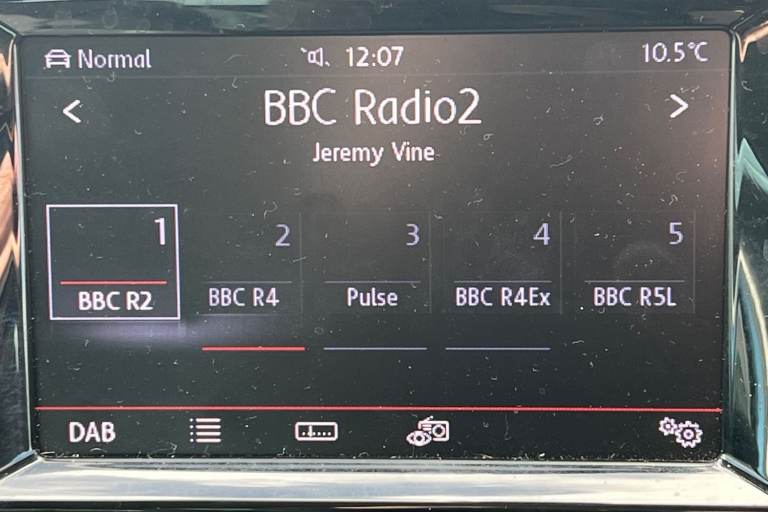 Normal 12:07 10.5°C
< BBC Radio2 >
Jeremy Vine
1 2 3 4 5
BBC R2 BBC R4 Pulse BBC R4Ex BBC R5L
DAB